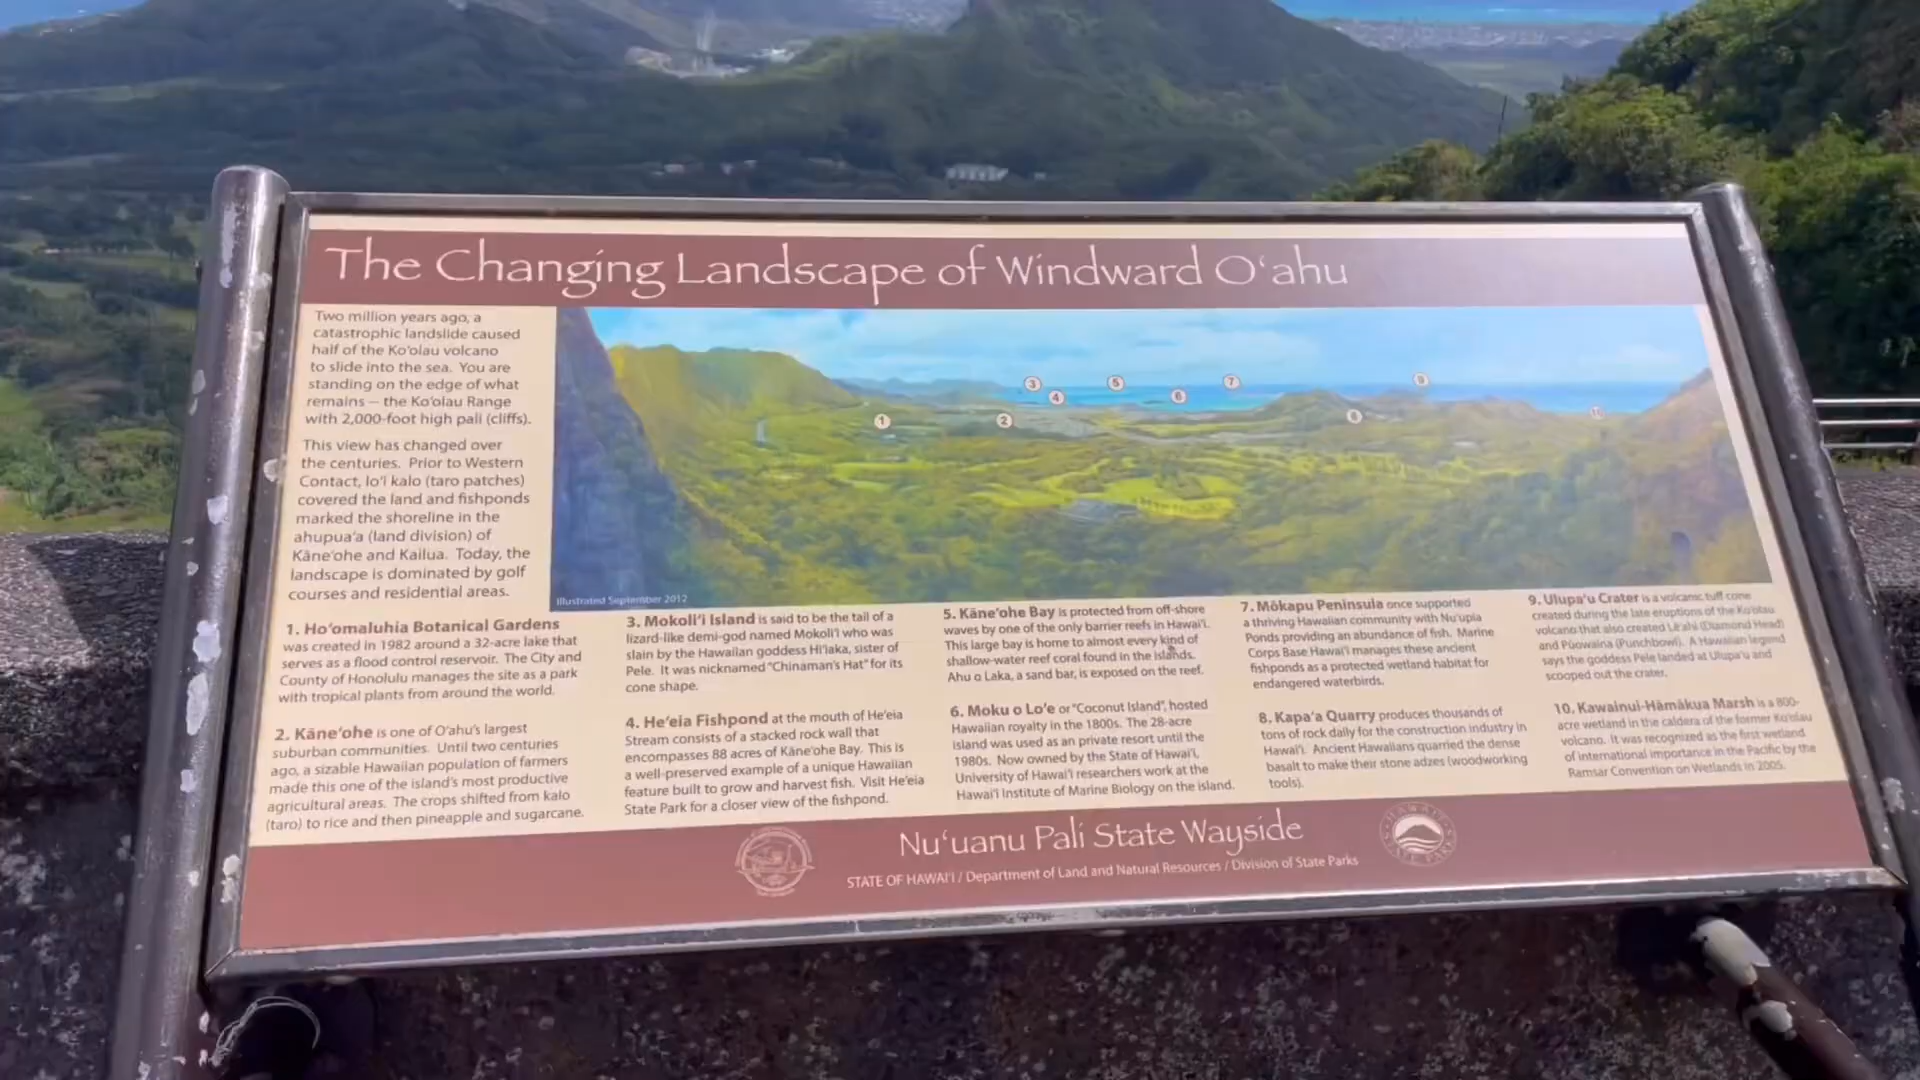 The Changing Landscape of Windward Oʻahu
Two million years ago, a
catastrophic landslide caused
half of the Ko'olau volcano
to slide into the sea. You are
standing on the edge of what
remains – the Ko'olau Range
with 2,000-foot high pali (cliffs).
This view has changed over
the centuries. Prior to Western
Contact, lo'i kalo (taro patches)
covered the land and fishponds
marked the shoreline in the
ahupua'a (land division) of
Kāne'ohe and Kailua. Today, the
landscape is dominated by golf
courses and residential areas.
3
5
7
9
4
6
1
2
8
10
Illustrated September 2012
1. Ho'omaluhia Botanical Gardens
was created in 1982 around a 32-acre lake that
serves as a flood control reservoir. The City and
County of Honolulu manages the site as a park
with tropical plants from around the world.
2. Kāne'ohe is one of O'ahu's largest
suburban communities. Until two centuries
ago, a sizable Hawaiian population of farmers
made this one of the island's most productive
agricultural areas. The crops shifted from kalo
(taro) to rice and then pineapple and sugarcane.
3. Mokoli'i Island is said to be the tail of a
lizard-like demi-god named Mokoli'i who was
slain by the Hawaiian goddess Hi'iaka, sister of
Pele. It was nicknamed "Chinaman's Hat" for its
cone shape.
4. He'eia Fishpond at the mouth of He'eia
Stream consists of a stacked rock wall that
encompasses 88 acres of Kāne'ohe Bay. This is
a well-preserved example of a unique Hawaiian
feature built to grow and harvest fish. Visit He'eia
State Park for a closer view of the fishpond.
5. Kāne'ohe Bay is protected from off-shore
waves by one of the only barrier reefs in Hawai'i.
This large bay is home to almost every kind of
shallow-water reef coral found in the islands.
Ahu o Laka, a sand bar, is exposed on the reef.
6. Moku o Lo'e or "Coconut Island", hosted
Hawaiian royalty in the 1800s. The 28-acre
island was used as an private resort until the
1980s. Now owned by the State of Hawai'i,
University of Hawai'i researchers work at the
Hawai'i Institute of Marine Biology on the island.
7. Mōkapu Peninsula once supported
a thriving Hawaiian community with Nu'upia
Ponds providing an abundance of fish. Marine
Corps Base Hawai'i manages these ancient
fishponds as a protected wetland habitat for
endangered waterbirds.
8. Kapa'a Quarry produces thousands of
tons of rock daily for the construction industry in
Hawai'i. Ancient Hawaiians quarried the dense
basalt to make their stone adzes (woodworking
tools).
9. Ulupa'u Crater is a volcanic tuff cone
created during the late eruptions of the Ko'olau
volcano that also created Lē'ahi (Diamond Head)
and Pūowaina (Punchbowl). A Hawaiian legend
says the goddess Pele landed at Ulupa'u and
scooped out the crater.
10. Kawainui-Hāmākua Marsh is a 800-
acre wetland in the caldera of the former Ko'olau
volcano. It was recognized as the first wetland
of international importance in the Pacific by the
Ramsar Convention on Wetlands in 2005.
Nuʻuanu Pali State Wayside
STATE OF HAWAI'I / Department of Land and Natural Resources / Division of State Parks
HAWAII
STATE PARKS